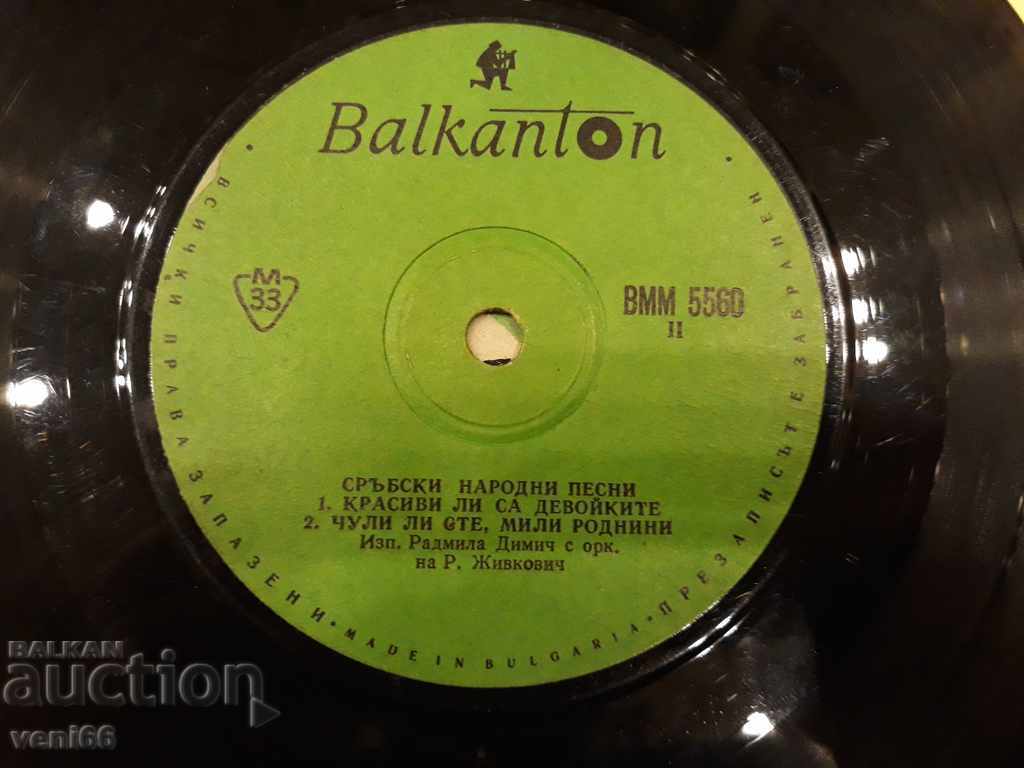 Balkanton
М
33
ВММ 5560
II
СРЪБСКИ НАРОДНИ ПЕСНИ
1. КРАСИВИ ЛИ СА ДЕВОЙКИТЕ
2. ЧУЛИ ЛИ СТЕ, МИЛИ РОДНИНИ
Изп. Радмила Димич с орк.
на Р. Живкович
• ВСИЧКИ ПРАВА ЗАПАЗЕНИ • MADE IN BULGARIA • ПРЕЗАПИСЪТ Е ЗАБРАНЕН •
BALKAN
auction
veni66